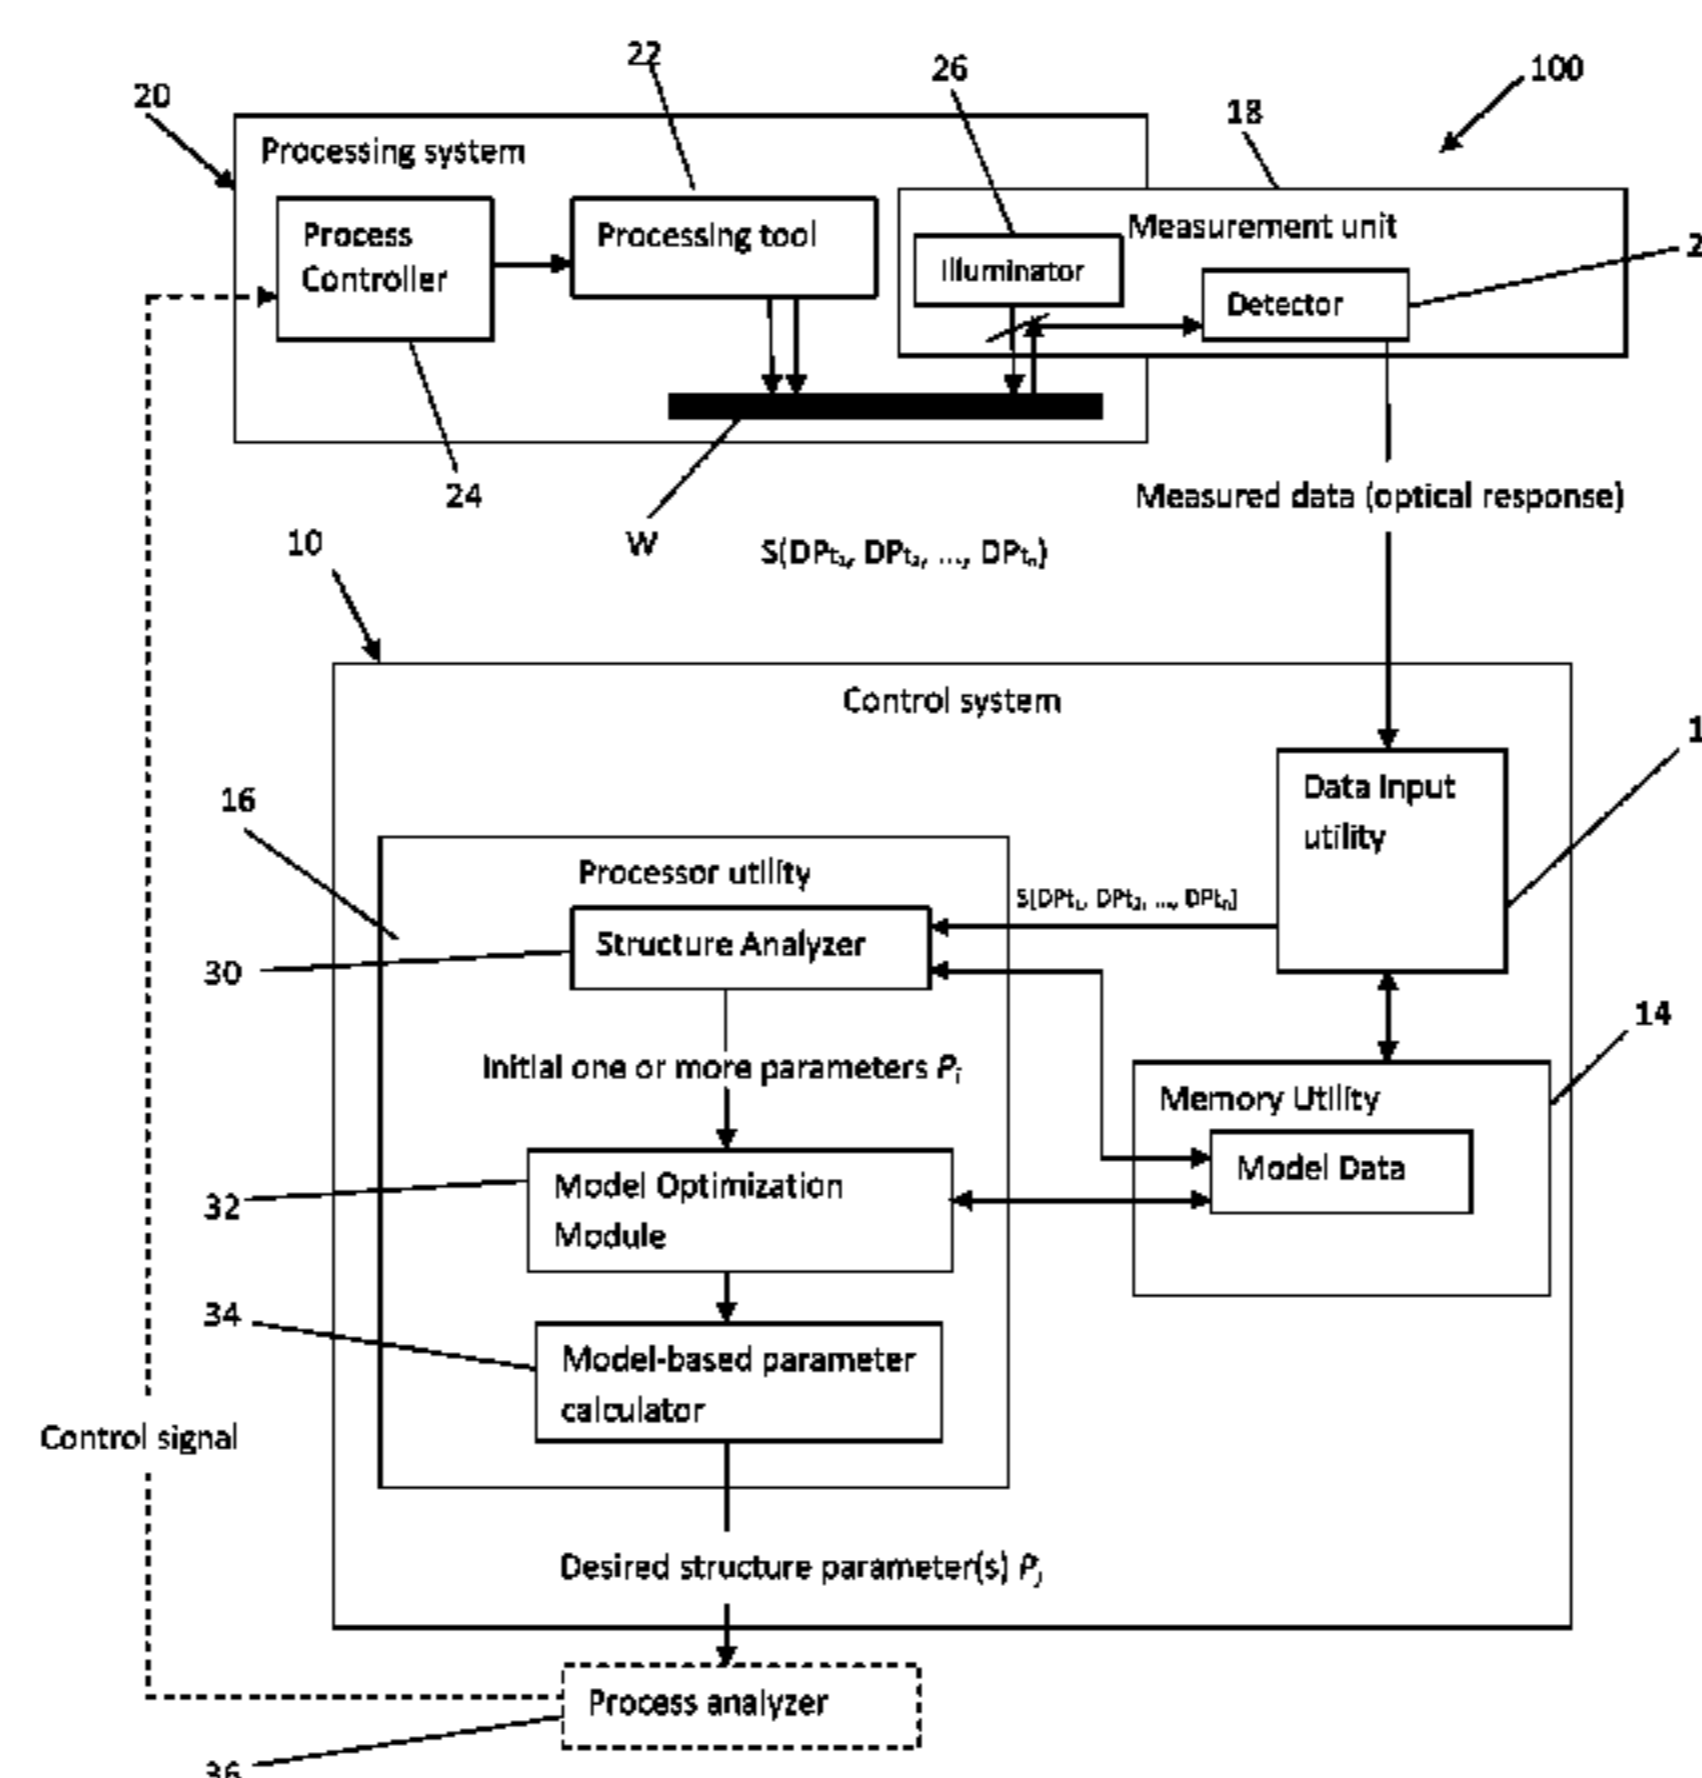 22
26
100
20
18
Processing system
Process
Controller
Processing tool
Measurement unit
Illuminator
Detector
2
24
Measured data (optical response)
10
W
S(DPt₁, DPt₂, ..., DPtₙ)
Control system
1
16
Data Input
utility
Processor utility
S(DPt₁, DPt₂, ..., DPtₙ)
Structure Analyzer
30
14
Initial one or more parameters Pᵢ
Memory Utility
Model Data
Model Optimization
Module
32
34
Model-based parameter
calculator
Control signal
Desired structure parameter(s) Pⱼ
Process analyzer
36